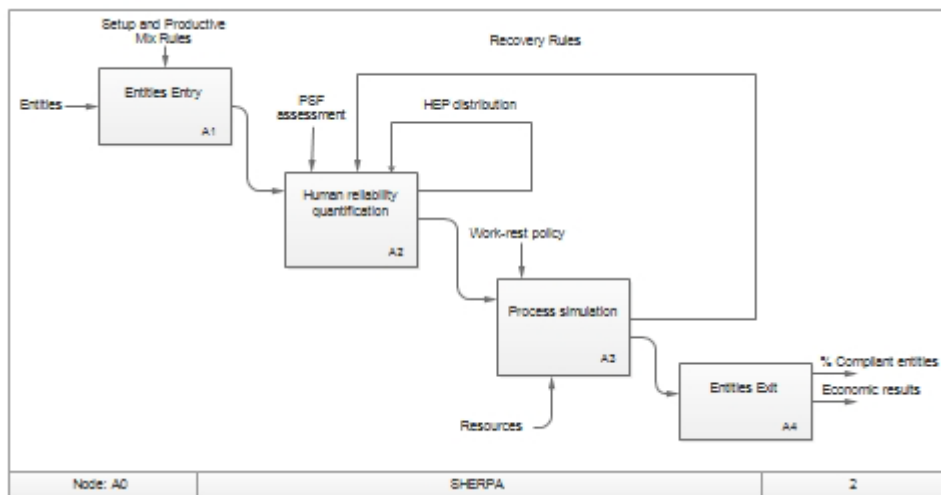 Setup and Productive
Mix Rules
Recovery Rules
Entities
Entities Entry
A1
PSF
assessment
HEP distribution
Human reliability
quantification
A2
Work-rest policy
Process simulation
A3
% Compliant entities
Entities Exit
Economic results
A4
Resources
Node: A0
SHERPA
2